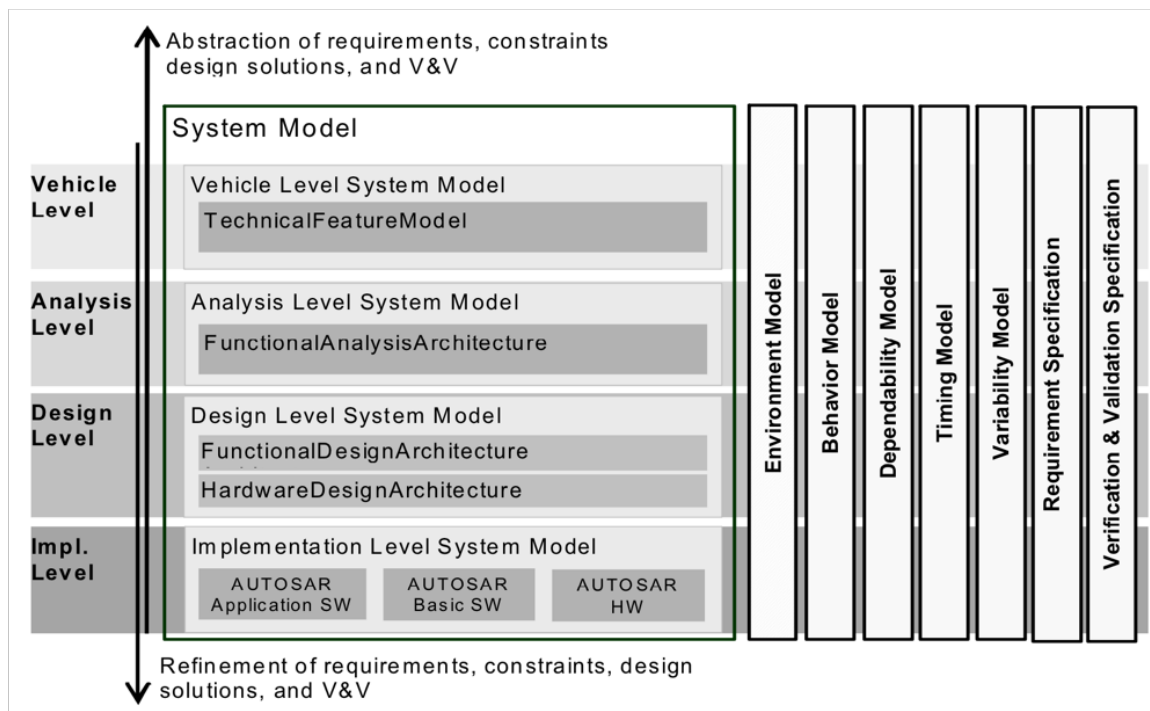 Abstraction of requirements, constraints
design solutions, and V&V
System Model
Vehicle
Level
Vehicle Level System Model
TechnicalFeatureModel
Analysis
Level
Analysis Level System Model
FunctionalAnalysisArchitecture
Design
Level
Design Level System Model
FunctionalDesignArchitecture
HardwareDesignArchitecture
Impl.
Level
Implementation Level System Model
AUTOSAR
Application SW
AUTOSAR
Basic SW
AUTOSAR
HW
Environment Model
Behavior Model
Dependability Model
Timing Model
Variability Model
Requirement Specification
Verification & Validation Specification
Refinement of requirements, constraints, design
solutions, and V&V